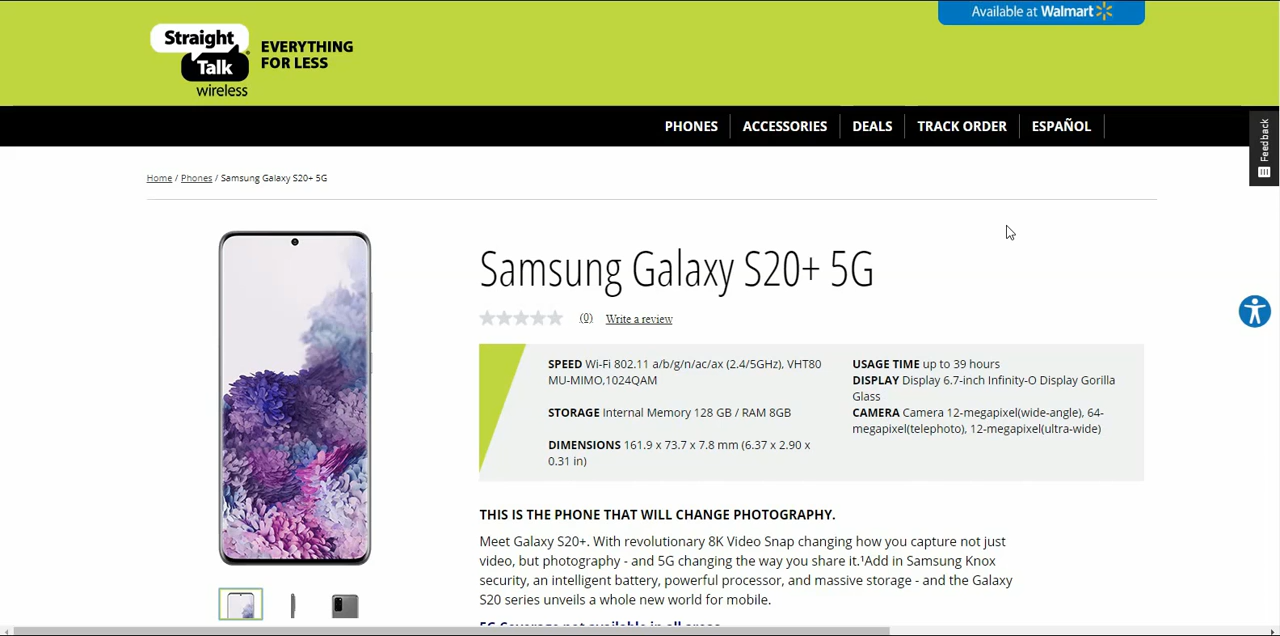 Available at Walmart
Straight
Talk
wireless
EVERYTHING
FOR LESS
PHONES
ACCESSORIES
DEALS
TRACK ORDER
ESPAÑOL
Feedback
Home / Phones / Samsung Galaxy S20+ 5G
Samsung Galaxy S20+ 5G
(0) Write a review
SPEED Wi-Fi 802.11 a/b/g/n/ac/ax (2.4/5GHz), VHT80
MU-MIMO,1024QAM
STORAGE Internal Memory 128 GB / RAM 8GB
DIMENSIONS 161.9 x 73.7 x 7.8 mm (6.37 x 2.90 x
0.31 in)
USAGE TIME up to 39 hours
DISPLAY Display 6.7-inch Infinity-O Display Gorilla
Glass
CAMERA Camera 12-megapixel(wide-angle), 64-
megapixel(telephoto), 12-megapixel(ultra-wide)
THIS IS THE PHONE THAT WILL CHANGE PHOTOGRAPHY.
Meet Galaxy S20+. With revolutionary 8K Video Snap changing how you capture not just
video, but photography - and 5G changing the way you share it.¹Add in Samsung Knox
security, an intelligent battery, powerful processor, and massive storage - and the Galaxy
S20 series unveils a whole new world for mobile.
5G Coverage not available in all areas